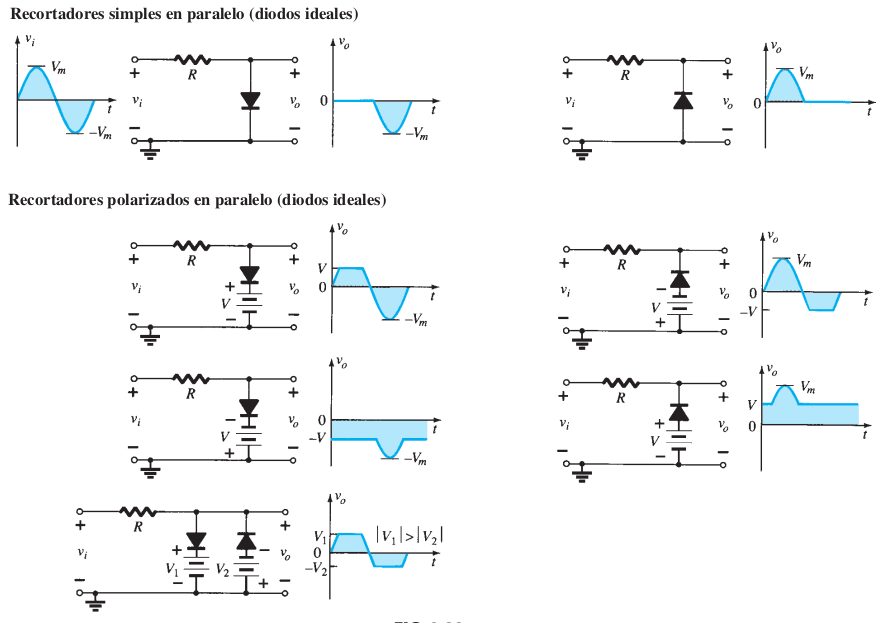 Recortadores simples en paralelo (diodos ideales)
v_i
V_m
t
−V_m
+ R +
v_i v_o
− −
v_o
0
t
−V_m
+ R +
v_i v_o
− −
v_o
V_m
0
t
Recortadores polarizados en paralelo (diodos ideales)
+ R +
v_i + V − v_o
− −
v_o
V
0
t
−V_m
+ R +
v_i − V + v_o
− −
v_o
V_m
0
−V
t
+ R +
v_i − V + v_o
− −
v_o
0
−V
t
−V_m
+ R +
v_i + V − v_o
− −
v_o
V_m
V
0
t
+ R +
v_i + V_1 − V_2 − + v_o
− −
v_o
V_1 |V_1|>|V_2|
0
−V_2
t